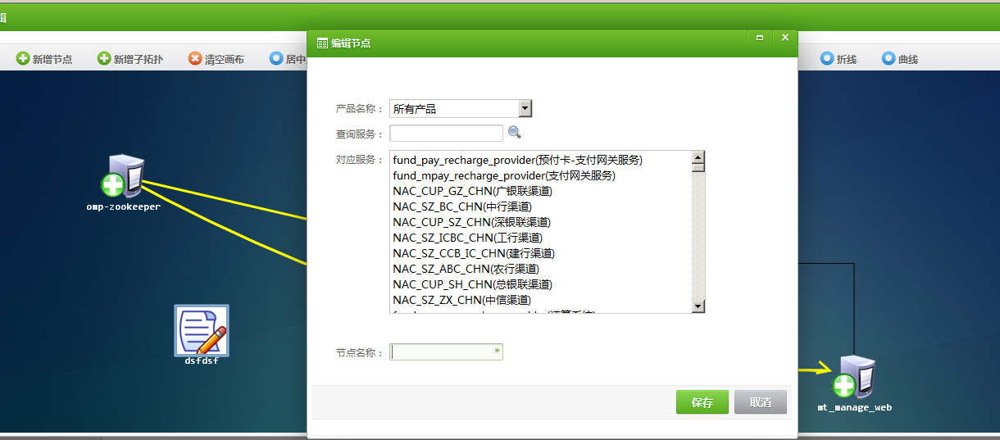 辑
编辑节点
新增节点
新增子拓扑
清空画布
居中
折线
曲线
产品名称：
所有产品
查询服务：
对应服务：
fund_pay_recharge_provider(预付卡-支付网关服务)
fund_mpay_recharge_provider(支付网关服务)
NAC_CUP_GZ_CHN(广银联渠道)
NAC_SZ_BC_CHN(中行渠道)
NAC_CUP_SZ_CHN(深银联渠道)
NAC_SZ_ICBC_CHN(工行渠道)
NAC_SZ_CCB_IC_CHN(建行渠道)
NAC_SZ_ABC_CHN(农行渠道)
NAC_CUP_SH_CHN(总银联渠道)
NAC_SZ_ZX_CHN(中信渠道)
omp-zookeeper
dsfdsf
节点名称：
*
保存
取消
mt_manage_web